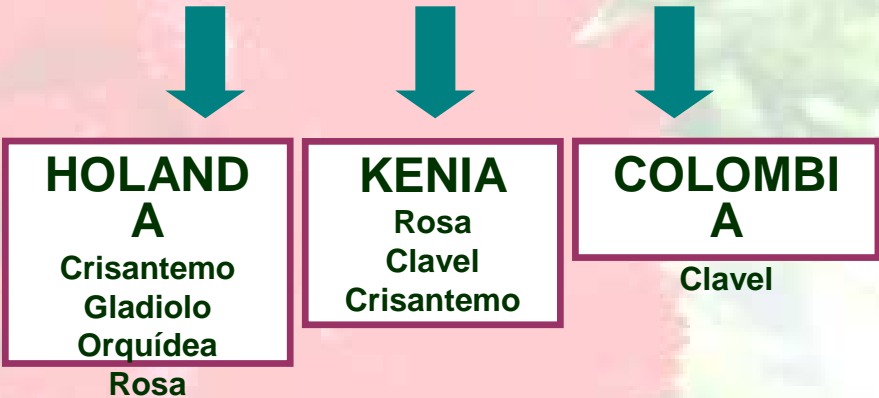 HOLAND
A
Crisantemo
Gladiolo
Orquídea
Rosa
KENIA
Rosa
Clavel
Crisantemo
COLOMBI
A
Clavel